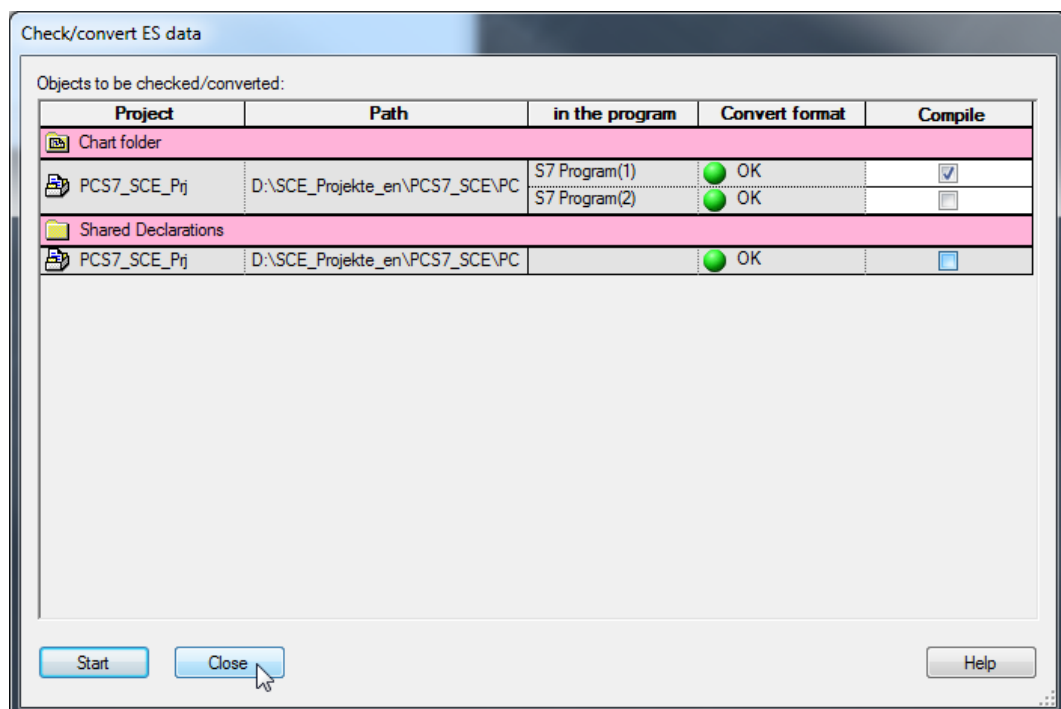 Check/convert ES data
Objects to be checked/converted:
Project Path in the program Convert format Compile
Chart folder
PCS7_SCE_Prj D:\SCE_Projekte_en\PCS7_SCE\PC S7 Program(1) OK
S7 Program(2) OK
Shared Declarations
PCS7_SCE_Prj D:\SCE_Projekte_en\PCS7_SCE\PC OK
Start Close Help